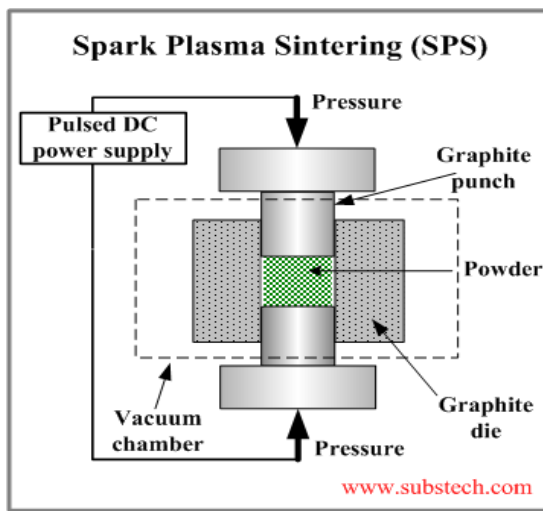 Spark Plasma Sintering (SPS)
Pressure
Pulsed DC
power supply
Graphite
punch
Powder
Vacuum
chamber
Graphite
die
Pressure
www.substech.com